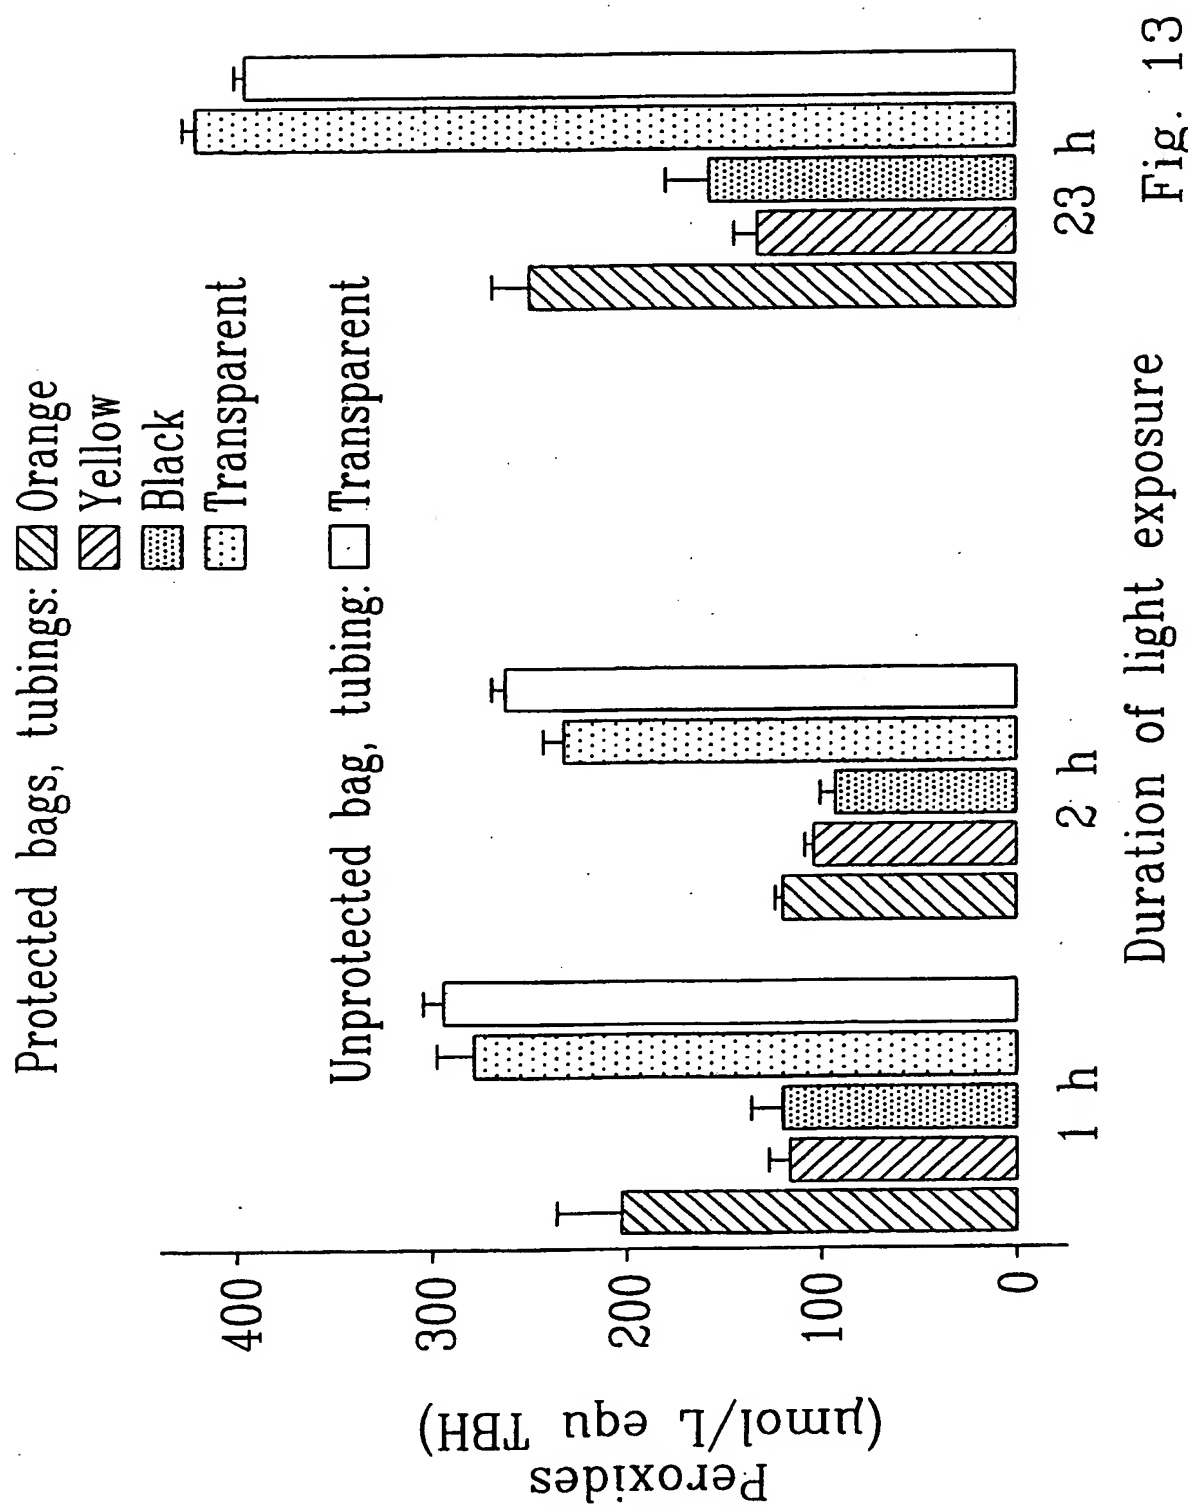 Protected bags, tubings: Orange
Yellow
Black
Transparent
Unprotected bag, tubing: Transparent
Peroxides
(µmol/L equ TBH)
400
300
200
100
0
1 h
2 h
23 h
Duration of light exposure
Fig. 13